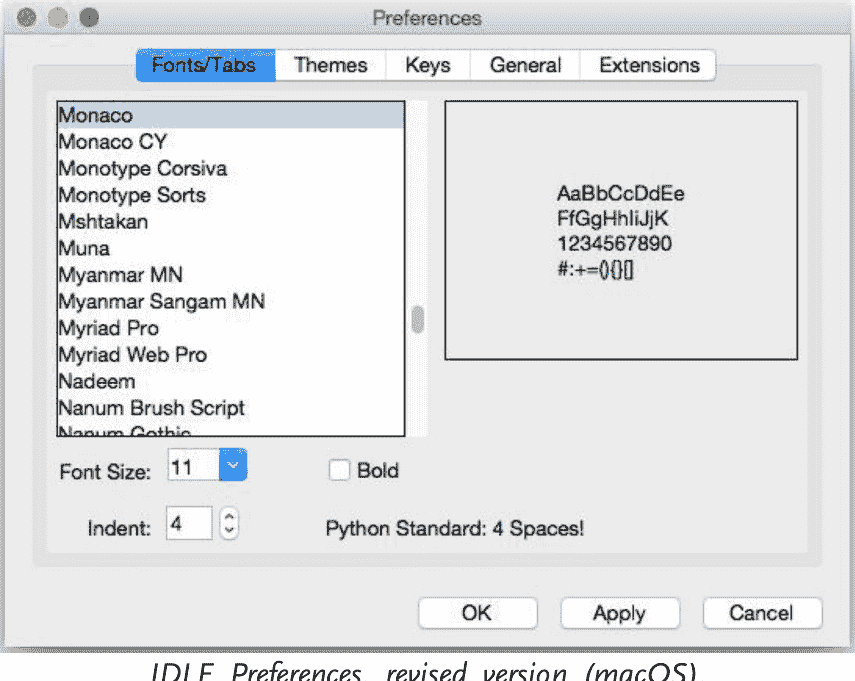 Preferences
Fonts/Tabs Themes Keys General Extensions
Monaco
Monaco CY
Monotype Corsiva
Monotype Sorts
Mshtakan
Muna
Myanmar MN
Myanmar Sangam MN
Myriad Pro
Myriad Web Pro
Nadeem
Nanum Brush Script
Nanum Gothic
AaBbCcDdEe
FfGgHhIiJjK
1234567890
#:+=(){}[]
Font Size: 11 Bold
Indent: 4 Python Standard: 4 Spaces!
OK Apply Cancel
IDLE Preferences, revised version (macOS)